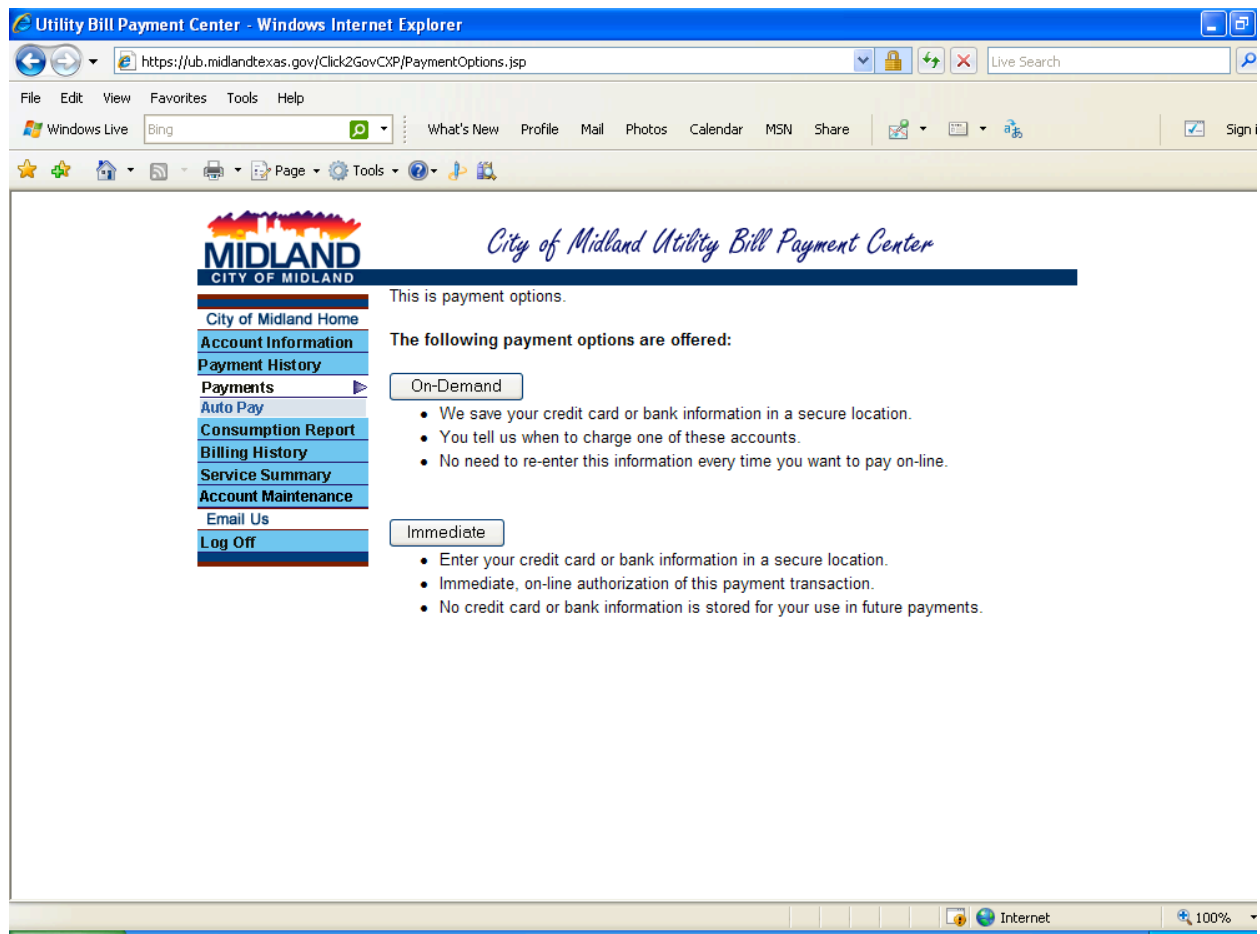 Utility Bill Payment Center - Windows Internet Explorer
https://ub.midlandtexas.gov/Click2GovCXP/PaymentOptions.jsp
Live Search
File Edit View Favorites Tools Help
Windows Live Bing What's New Profile Mail Photos Calendar MSN Share Sign i
Page Tools
MIDLAND
CITY OF MIDLAND
City of Midland Utility Bill Payment Center
City of Midland Home
Account Information
Payment History
Payments
Auto Pay
Consumption Report
Billing History
Service Summary
Account Maintenance
Email Us
Log Off
This is payment options.
The following payment options are offered:
On-Demand
• We save your credit card or bank information in a secure location.
• You tell us when to charge one of these accounts.
• No need to re-enter this information every time you want to pay on-line.
Immediate
• Enter your credit card or bank information in a secure location.
• Immediate, on-line authorization of this payment transaction.
• No credit card or bank information is stored for your use in future payments.
Internet 100%